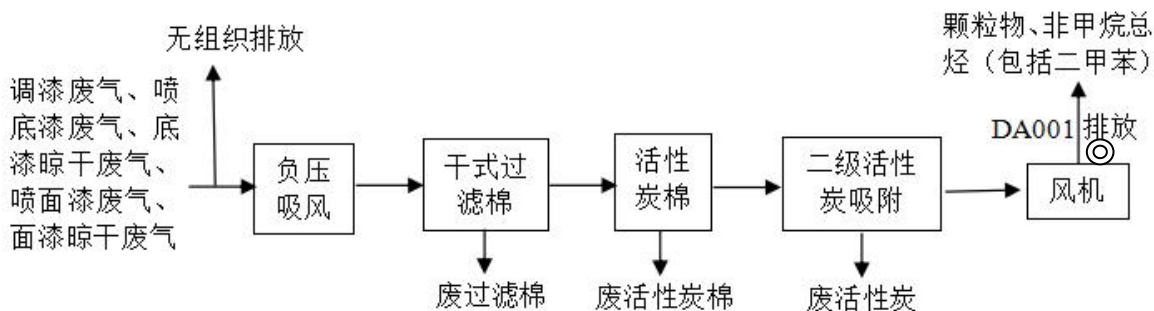 无组织排放
调漆废气、喷
底漆废气、底
漆晾干废气、
喷面漆废气、
面漆晾干废气
负压
吸风
干式过
滤棉
活性
炭棉
二级活性
炭吸附
风机
颗粒物、非甲烷总
烃（包括二甲苯）
DA001 排放
废过滤棉
废活性炭棉
废活性炭